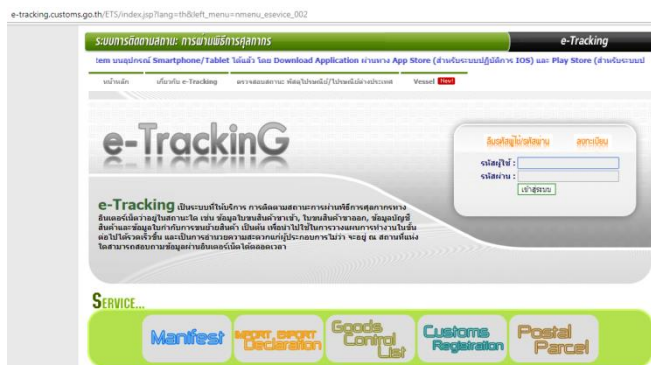 e-tracking.customs.go.th/ETS/index.jsp?lang=th&left_menu=nmenu_esevice_002
ระบบการติดตามสถานะ การผ่านพิธีการศุลกากร
e-Tracking
tem บนอุปกรณ์ Smartphone/Tablet ได้แล้ว โดย Download Application ผ่านทาง App Store (สำหรับระบบปฏิบัติการ IOS) และ Play Store (สำหรับระบบป
หน้าหลัก เกี่ยวกับ e-Tracking ตรวจสอบสถานะ พัสดุไปรษณีย์/ไปรษณีย์ต่างประเทศ Vessel New!
e-TrackinG
ลืมรหัสผู้ใช้/รหัสผ่าน ลงทะเบียน
รหัสผู้ใช้ :
รหัสผ่าน :
เข้าสู่ระบบ
e-Tracking เป็นระบบที่ให้บริการ การติดตามสถานะการผ่านพิธีการศุลกากรทาง
อินเตอร์เน็ตว่าอยู่ในสถานะใด เช่น ข้อมูลใบขนสินค้าขาเข้า, ใบขนสินค้าขาออก, ข้อมูลบัญชี
สินค้าและข้อมูลใบกำกับการขนย้ายสินค้า เป็นต้น เพื่อนำไปใช้ในการวางแผนการทำงานในขั้น
ต่อไปได้รวดเร็วขึ้น และเป็นการอำนวยความสะดวกแก่ผู้ประกอบการไม่ว่า จะอยู่ ณ สถานที่แห่ง
ใดสามารถสอบถามข้อมูลผ่านอินเตอร์เน็ตได้ตลอดเวลา
SERVICE...
Manifest
IMPORT, EXPORT
Declaration
Goods
Control
List
Customs
Registration
Postal
Parcel